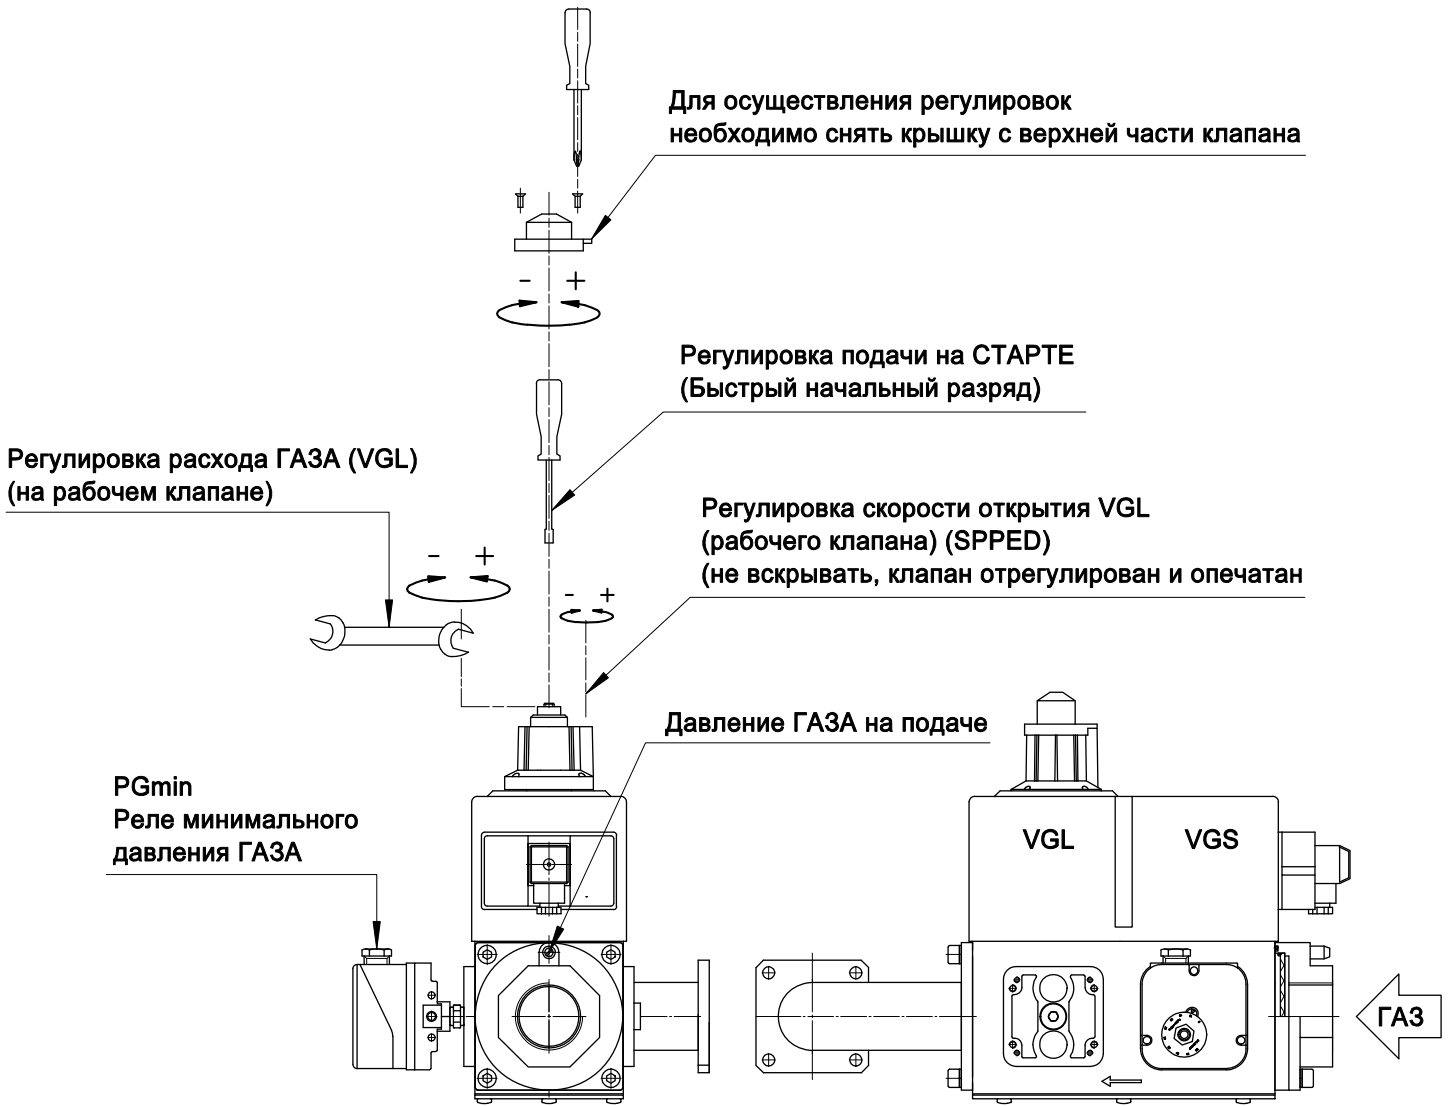 Для осуществления регулировок
необходимо снять крышку с верхней части клапана
- +
Регулировка подачи на СТАРТЕ
(Быстрый начальный разряд)
Регулировка расхода ГАЗА (VGL)
(на рабочем клапане)
Регулировка скорости открытия VGL
(рабочего клапана) (SPPED)
(не вскрывать, клапан отрегулирован и опечатан
- +
- +
Давление ГАЗА на подаче
PGmin
Реле минимального
давления ГАЗА
VGL
VGS
ГАЗ